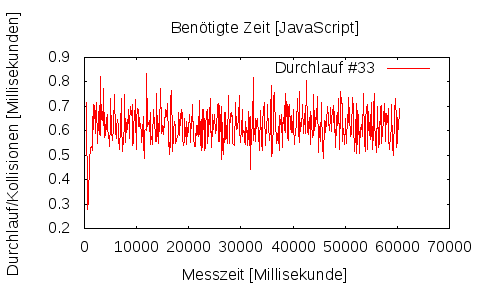 Benötigte Zeit [JavaScript]
Durchlauf/Kollisionen [Millisekunden]
Durchlauf #33
0.9
0.8
0.7
0.6
0.5
0.4
0.3
0.2
0 10000 20000 30000 40000 50000 60000 70000
Messzeit [Millisekunde]